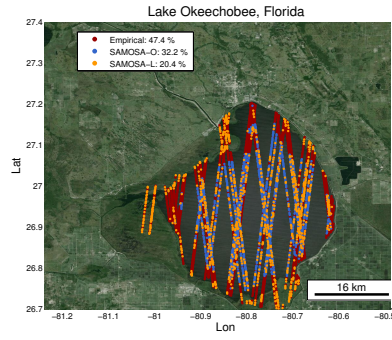 Lake Okeechobee, Florida
27.4
Empirical: 47.4 %
SAMOSA-O: 32.2 %
SAMOSA-L: 20.4 %
27.3
27.2
27.1
Lat
27
26.9
26.8
16 km
26.7
−81.2 −81.1 −81 −80.9 −80.8 −80.7 −80.6 −80.5
Lon